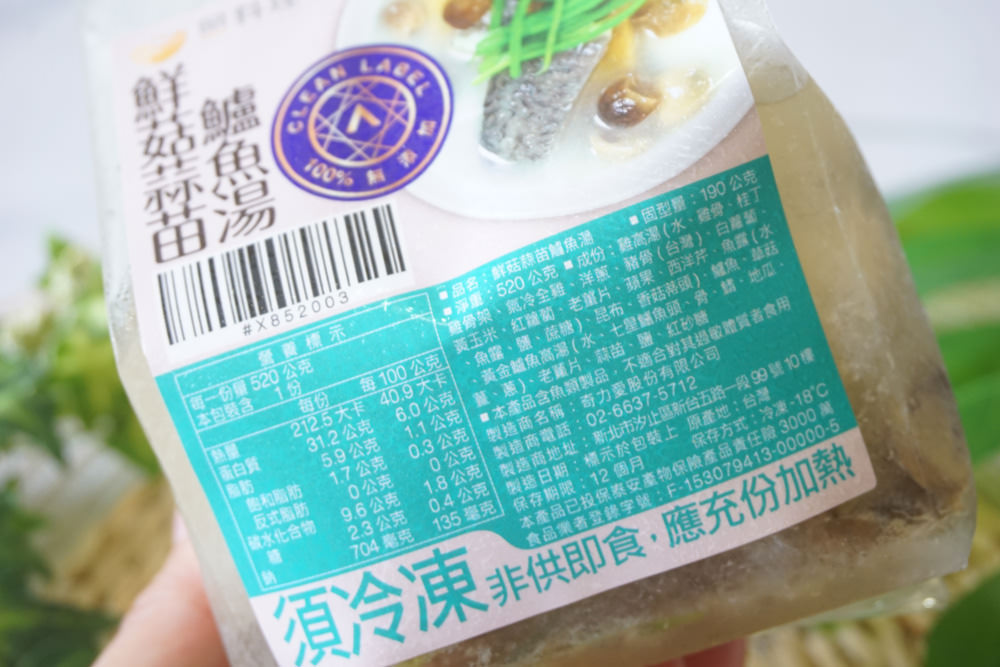 鮮菇蒜苗
鱸魚湯
CLEAN LABEL
100% 無添加
#X852003
營養標示
每一份量 520 公克
本包裝含 1 份
每份 每 100 公克
熱量 212.5 大卡 40.9 大卡
蛋白質 31.2 公克 6.0 公克
脂肪 5.9 公克 1.1 公克
飽和脂肪 1.7 公克 0.3 公克
反式脂肪 0 公克 0 公克
碳水化合物 9.6 公克 1.8 公克
糖 2.3 公克 0.4 公克
鈉 704 毫克 135 毫克
■品名：鮮菇蒜苗鱸魚湯
■淨重：520 公克 ■固型量：190 公克
■成份：雞高湯(水、雞骨、桂丁
雞骨架、氣冷全雞、豬骨(台灣)、白蘿蔔、
黃玉米、紅蘿蔔、洋蔥、蘋果、西洋芹、
老薑片、昆布、香菇蒂頭)、魚露(水、
魚露、鹽、蔗糖)、鱸魚、草菇、
黃金鱸魚高湯(水、七星鱸魚頭、骨、鰭、地瓜、
薑、蔥)、老薑片、蒜苗、鹽、紅砂糖
■本產品含魚類製品，不適合對其過敏體質者食用
製造商名稱：奇力憂股份有限公司
製造商電話：02-6637-5712
製造商地址：新北市汐止區新台五路一段 99 號 10 樓
製造日期：標示於包裝上 原產地：台灣
保存期限：12 個月 保存方式：冷凍 -18°C
本產品已投保泰安產物保險產品責任險 3000 萬
食品業者登錄字號：F-153079413-00000-5
須冷凍 非供即食，應充份加熱